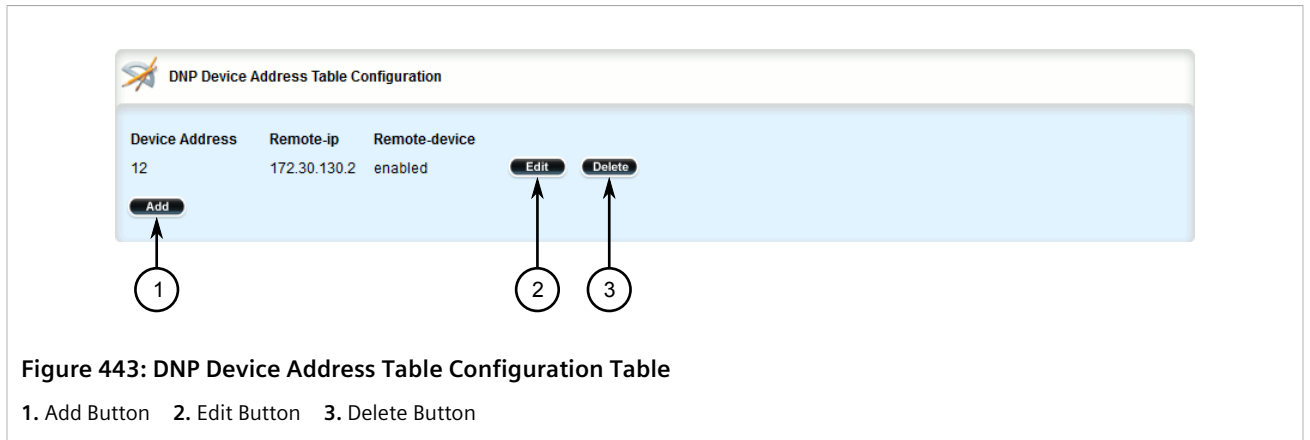 DNP Device Address Table Configuration
Device Address Remote-ip Remote-device
12 172.30.130.2 enabled Edit Delete
Add
1 2 3
Figure 443: DNP Device Address Table Configuration Table
1. Add Button 2. Edit Button 3. Delete Button